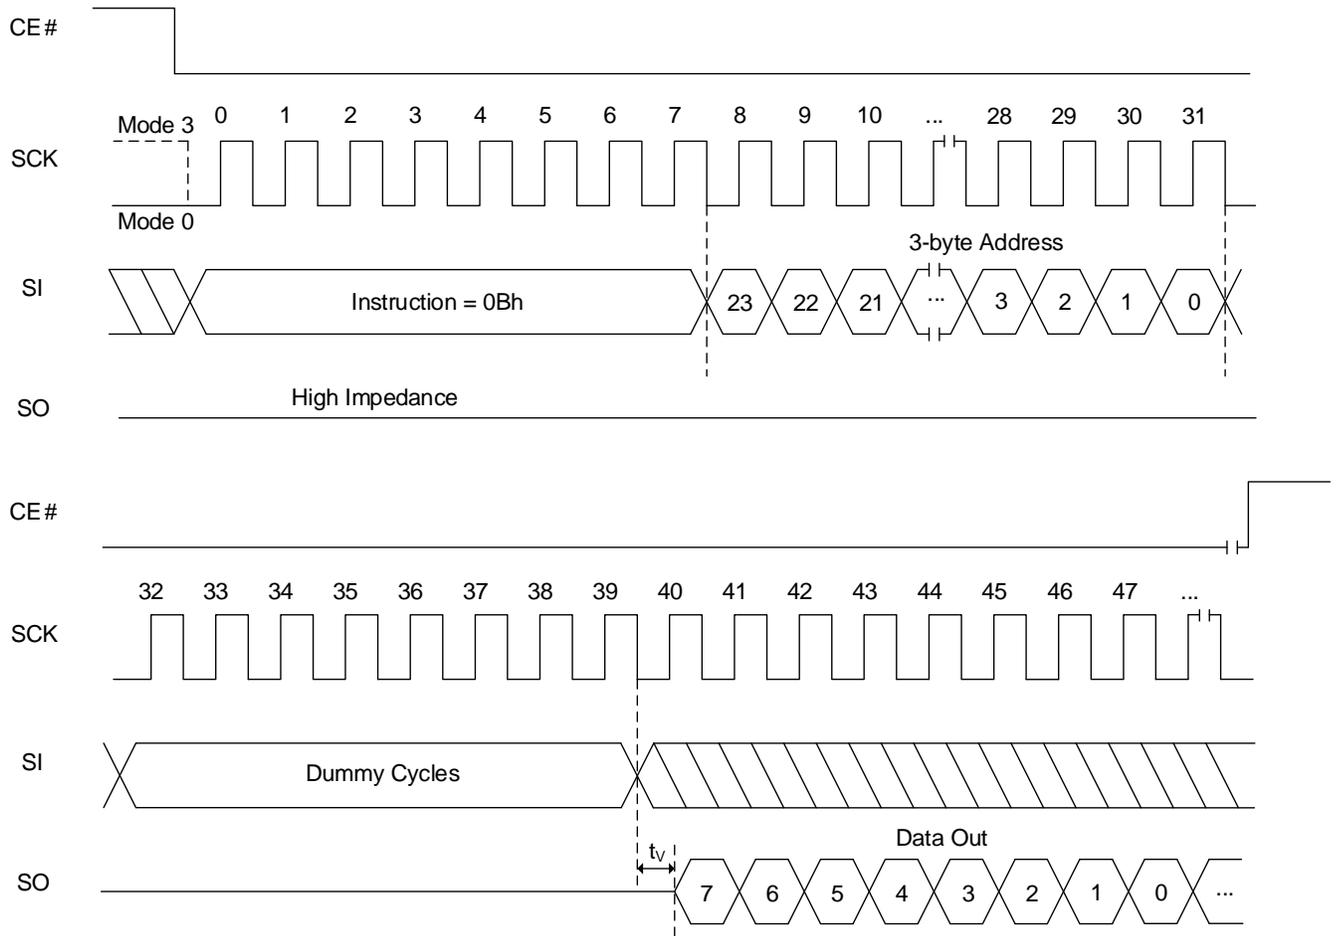 CE#
0 1 2 3 4 5 6 7 8 9 10 ... 28 29 30 31
Mode 3
SCK
Mode 0
3-byte Address
SI
Instruction = 0Bh 23 22 21 ... 3 2 1 0
High Impedance
SO
CE#
32 33 34 35 36 37 38 39 40 41 42 43 44 45 46 47 ...
SCK
SI
Dummy Cycles
Data Out
tV
SO
7 6 5 4 3 2 1 0 ...